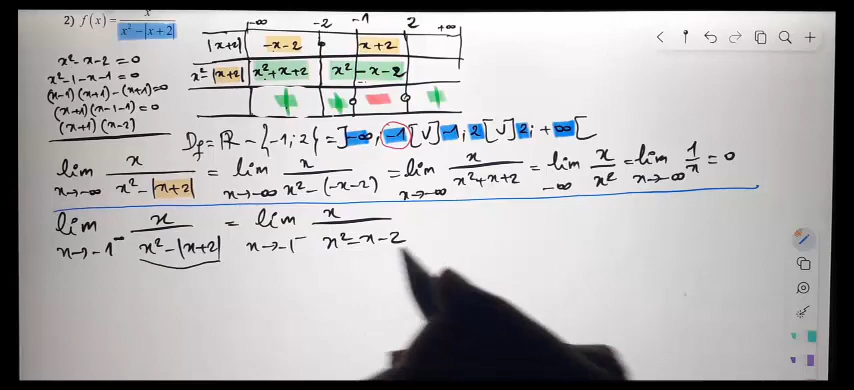 2) f(x) = x / x² - |x+2|
-∞ -2 -1 2 +∞
|x+2| -x-2 x+2
x²-|x+2| x²+x+2 x²-x-2
+ + - +
x²-x-2=0
x²-1-x-1=0
(x-1)(x+1)-(x+1)=0
(x+1)(x-1-1)=0
(x+1)(x-2)
Df = ℝ - {-1; 2} = ]-∞; -1[ U ]-1; 2[ U ]2; +∞[
lim x→-∞ x / x²-|x+2| = lim x→-∞ x / x²-(-x-2) = lim x→-∞ x / x²+x+2 = lim -∞ x / x² = lim x→-∞ 1/x = 0
lim x→-1⁻ x / x²-|x+2| = lim x→-1⁻ x / x²-x-2